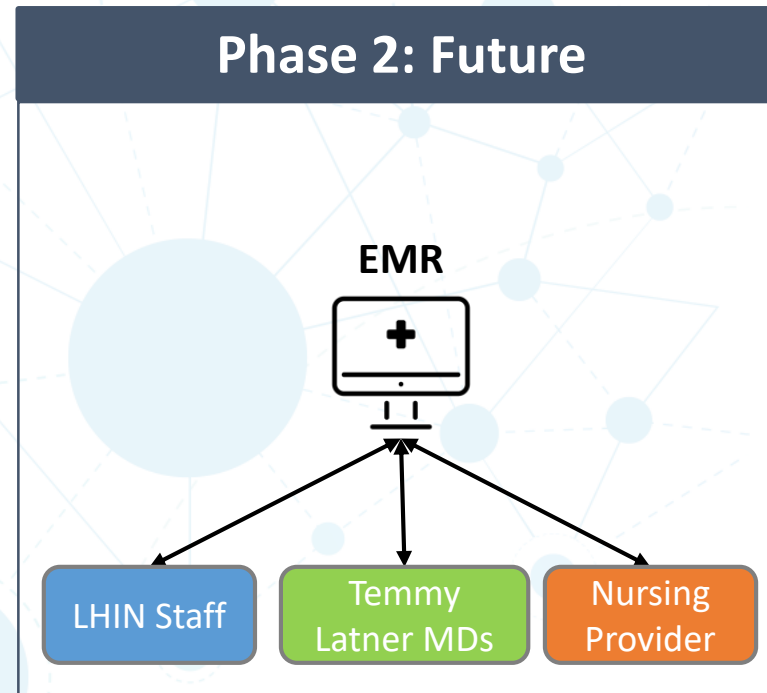 Phase 2: Future
EMR
LHIN Staff
Temmy
Latner MDs
Nursing
Provider